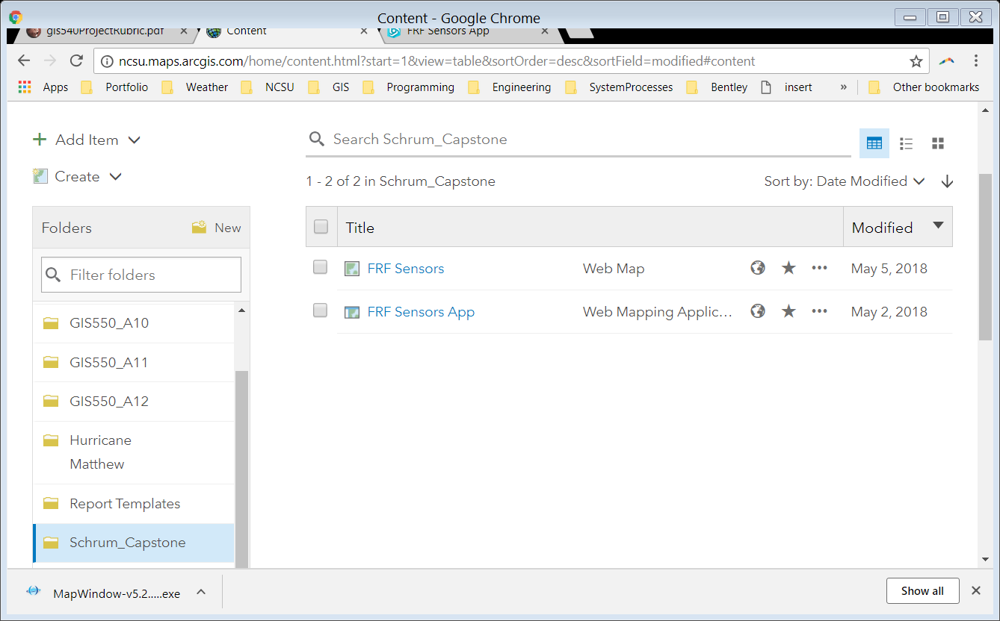 Content - Google Chrome
gis540ProjectRubric.pdf Content FRF Sensors App
ncsu.maps.arcgis.com/home/content.html?start=1&view=table&sortOrder=desc&sortField=modified#content
Apps Portfolio Weather NCSU GIS Programming Engineering SystemProcesses Bentley insert » Other bookmarks
Add Item
Search Schrum_Capstone
Create
1 - 2 of 2 in Schrum_Capstone Sort by: Date Modified
Folders New
Title Modified
Filter folders
FRF Sensors Web Map May 5, 2018
FRF Sensors App Web Mapping Applic... May 2, 2018
GIS550_A10
GIS550_A11
GIS550_A12
Hurricane
Matthew
Report Templates
Schrum_Capstone
MapWindow-v5.2.....exe Show all